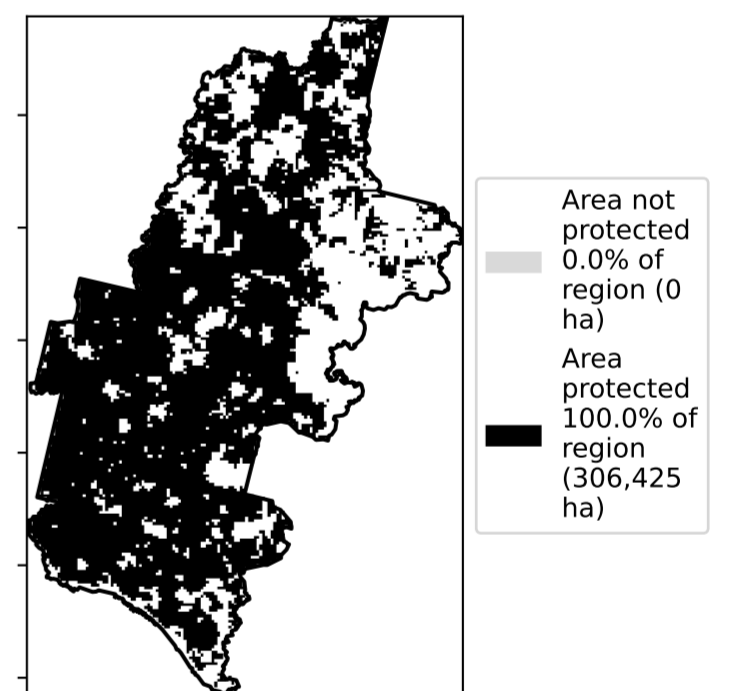 Area not
protected
0.0% of
region (0
ha)
Area
protected
100.0% of
region
(306,425
ha)